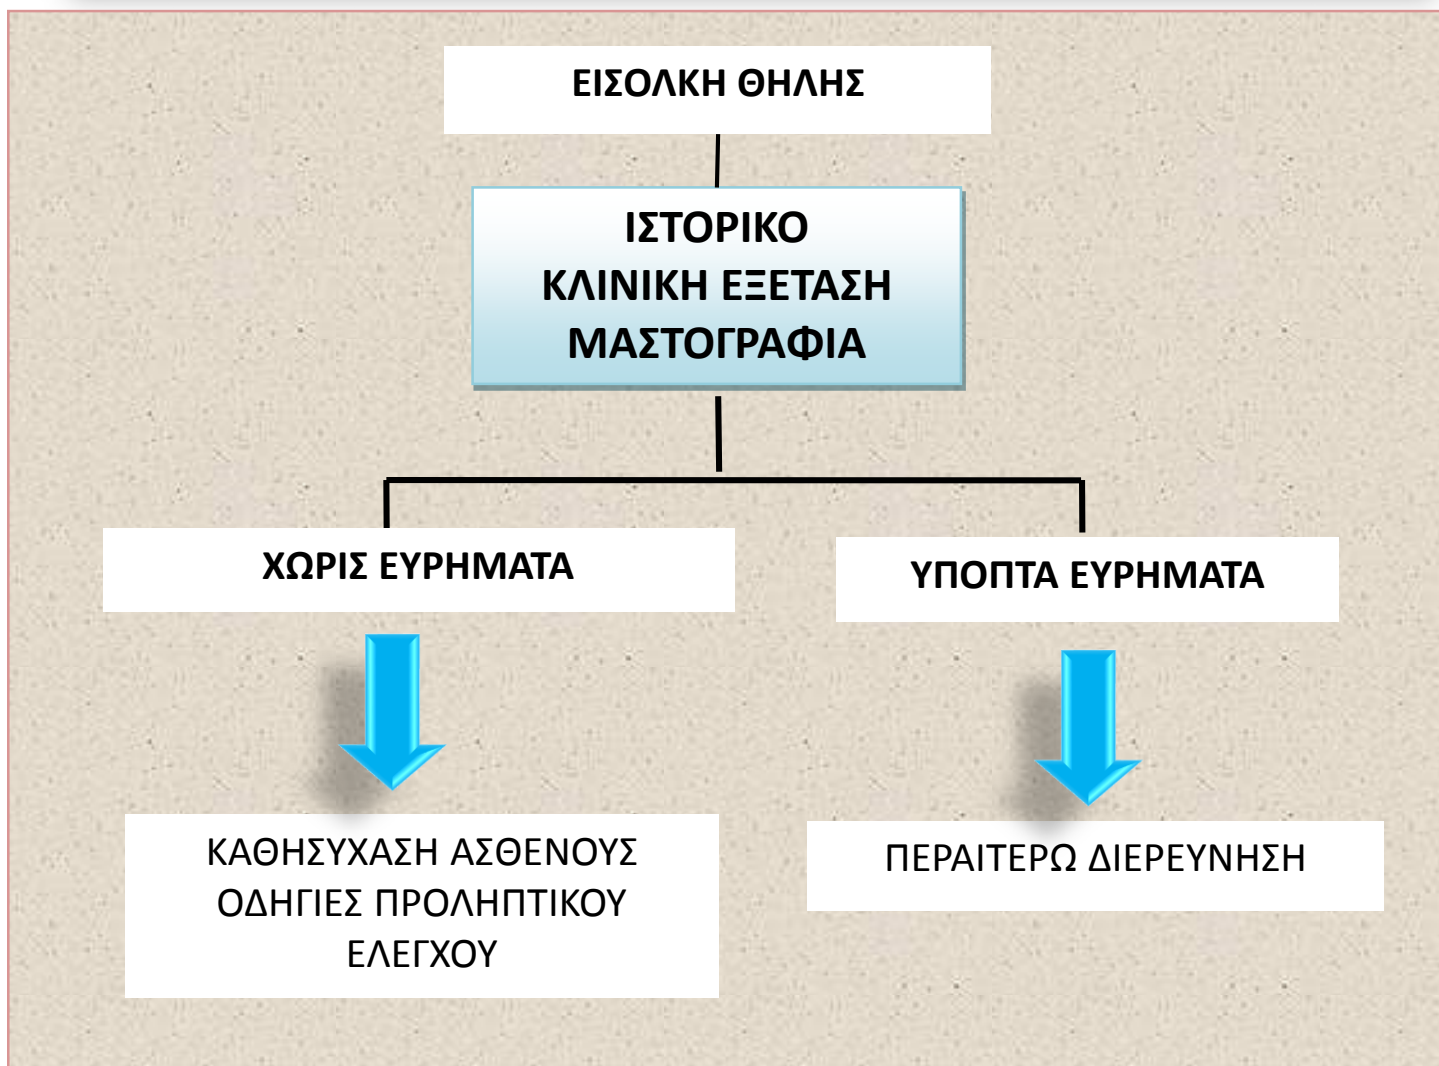 ΕΙΣΟΛΚΗ ΘΗΛΗΣ
ΙΣΤΟΡΙΚΟ
ΚΛΙΝΙΚΗ ΕΞΕΤΑΣΗ
ΜΑΣΤΟΓΡΑΦΙΑ
ΧΩΡΙΣ ΕΥΡΗΜΑΤΑ
ΥΠΟΠΤΑ ΕΥΡΗΜΑΤΑ
ΚΑΘΗΣΥΧΑΣΗ ΑΣΘΕΝΟΥΣ
ΟΔΗΓΙΕΣ ΠΡΟΛΗΠΤΙΚΟΥ
ΕΛΕΓΧΟΥ
ΠΕΡΑΙΤΕΡΩ ΔΙΕΡΕΥΝΗΣΗ